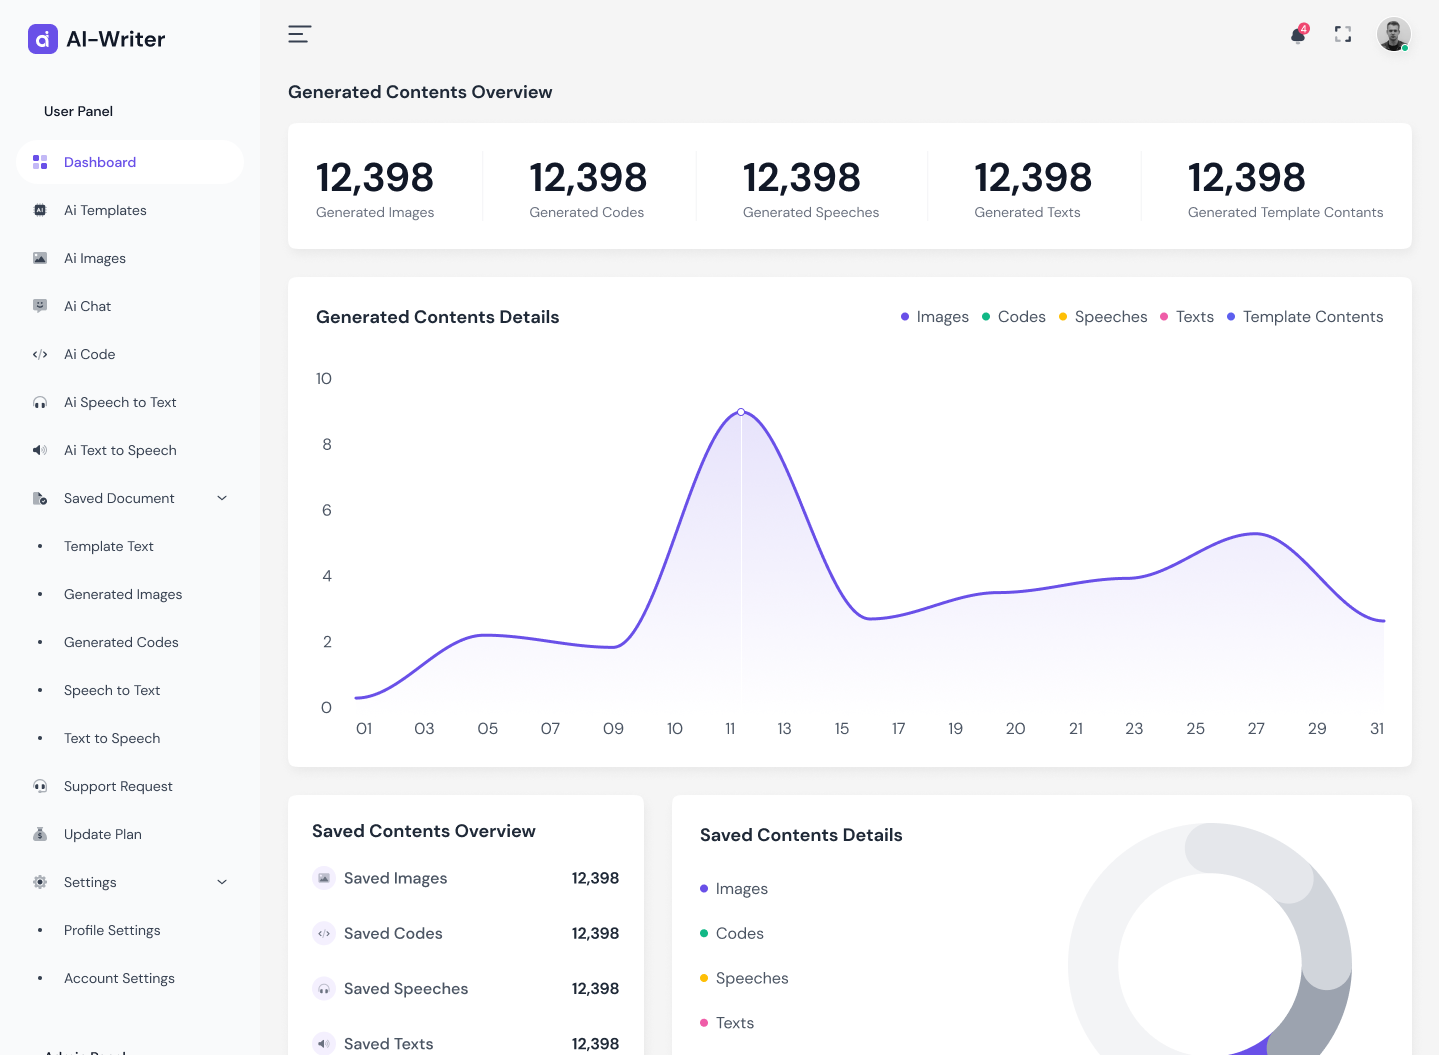 AI-Writer
User Panel
Dashboard
Ai Templates
Ai Images
Ai Chat
Ai Code
Ai Speech to Text
Ai Text to Speech
Saved Document
Template Text
Generated Images
Generated Codes
Speech to Text
Text to Speech
Support Request
Update Plan
Settings
Profile Settings
Account Settings
4
Generated Contents Overview
12,398 12,398 12,398 12,398 12,398
Generated Images Generated Codes Generated Speeches Generated Texts Generated Template Contants
Generated Contents Details
Images Codes Speeches Texts Template Contents
10
8
6
4
2
0
01 03 05 07 09 10 11 13 15 17 19 20 21 23 25 27 29 31
Saved Contents Overview
Saved Images 12,398
Saved Codes 12,398
Saved Speeches 12,398
Saved Texts 12,398
Saved Contents Details
Images
Codes
Speeches
Texts